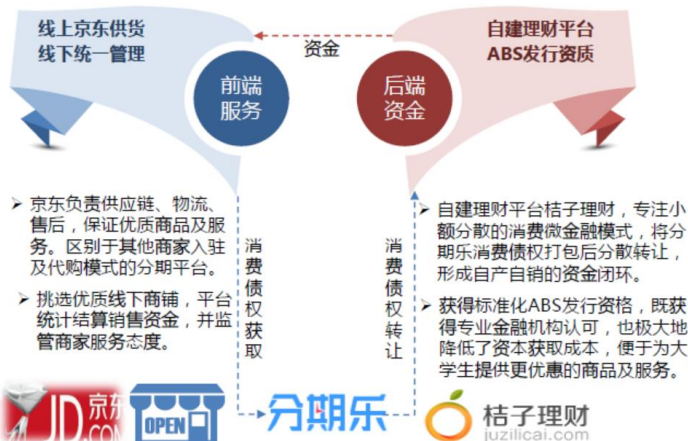 线上京东供货
线下统一管理
资金
自建理财平台
ABS发行资质
前端
服务
后端
资金
京东负责供应链、物流、
售后，保证优质商品及服
务。区别于其他商家入驻
及代购模式的分期平台。
挑选优质线下商铺，平台
统计结算销售资金，并监
管商家服务态度。
消费债权获取
消费债权转让
自建理财平台桔子理财，专注小
额分散的消费微金融模式，将分
期乐消费债权打包后分散转让，
形成自产自销的资金闭环。
获得标准化ABS发行资格，既获
得专业金融机构认可，也极大地
降低了资本获取成本，便于为大
学生提供更优惠的商品及服务。
JD 京东
.COM
OPEN
分期乐
桔子理财
juzilicai.com